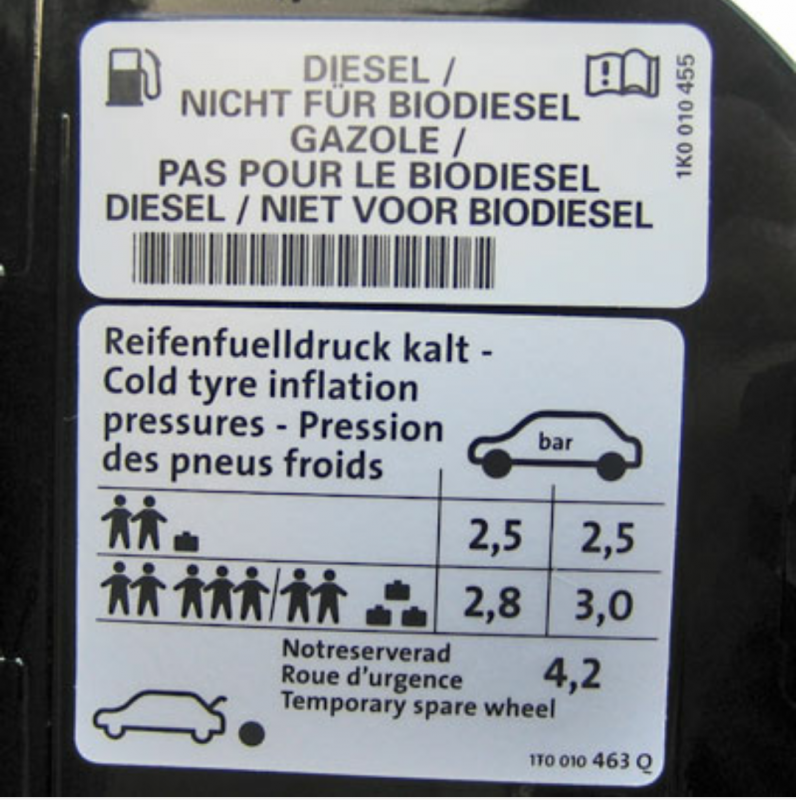 DIESEL /
NICHT FÜR BIODIESEL
GAZOLE /
PAS POUR LE BIODIESEL
DIESEL / NIET VOOR BIODIESEL
1K0 010 455
Reifenfuelldruck kalt -
Cold tyre inflation
pressures - Pression
des pneus froids
bar
2,5 2,5
2,8 3,0
Notreserverad
Roue d'urgence
Temporary spare wheel
4,2
1T0 010 463 Q